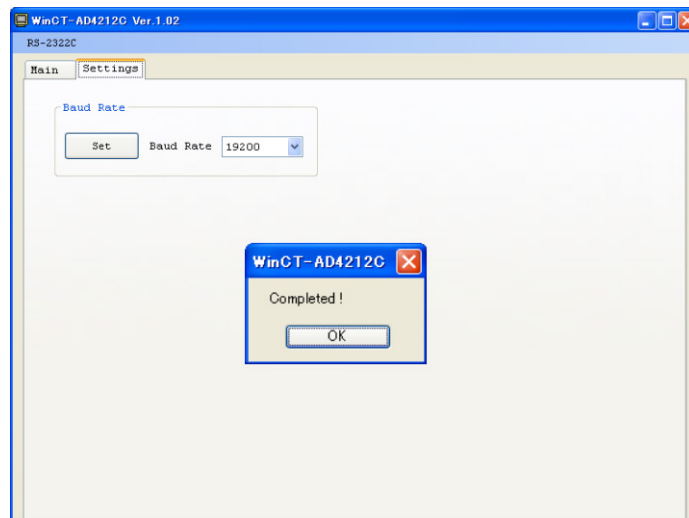 WinCT-AD4212C Ver.1.02
RS-2322C
Main Settings
Baud Rate
Set Baud Rate 19200
WinCT-AD4212C
Completed !
OK